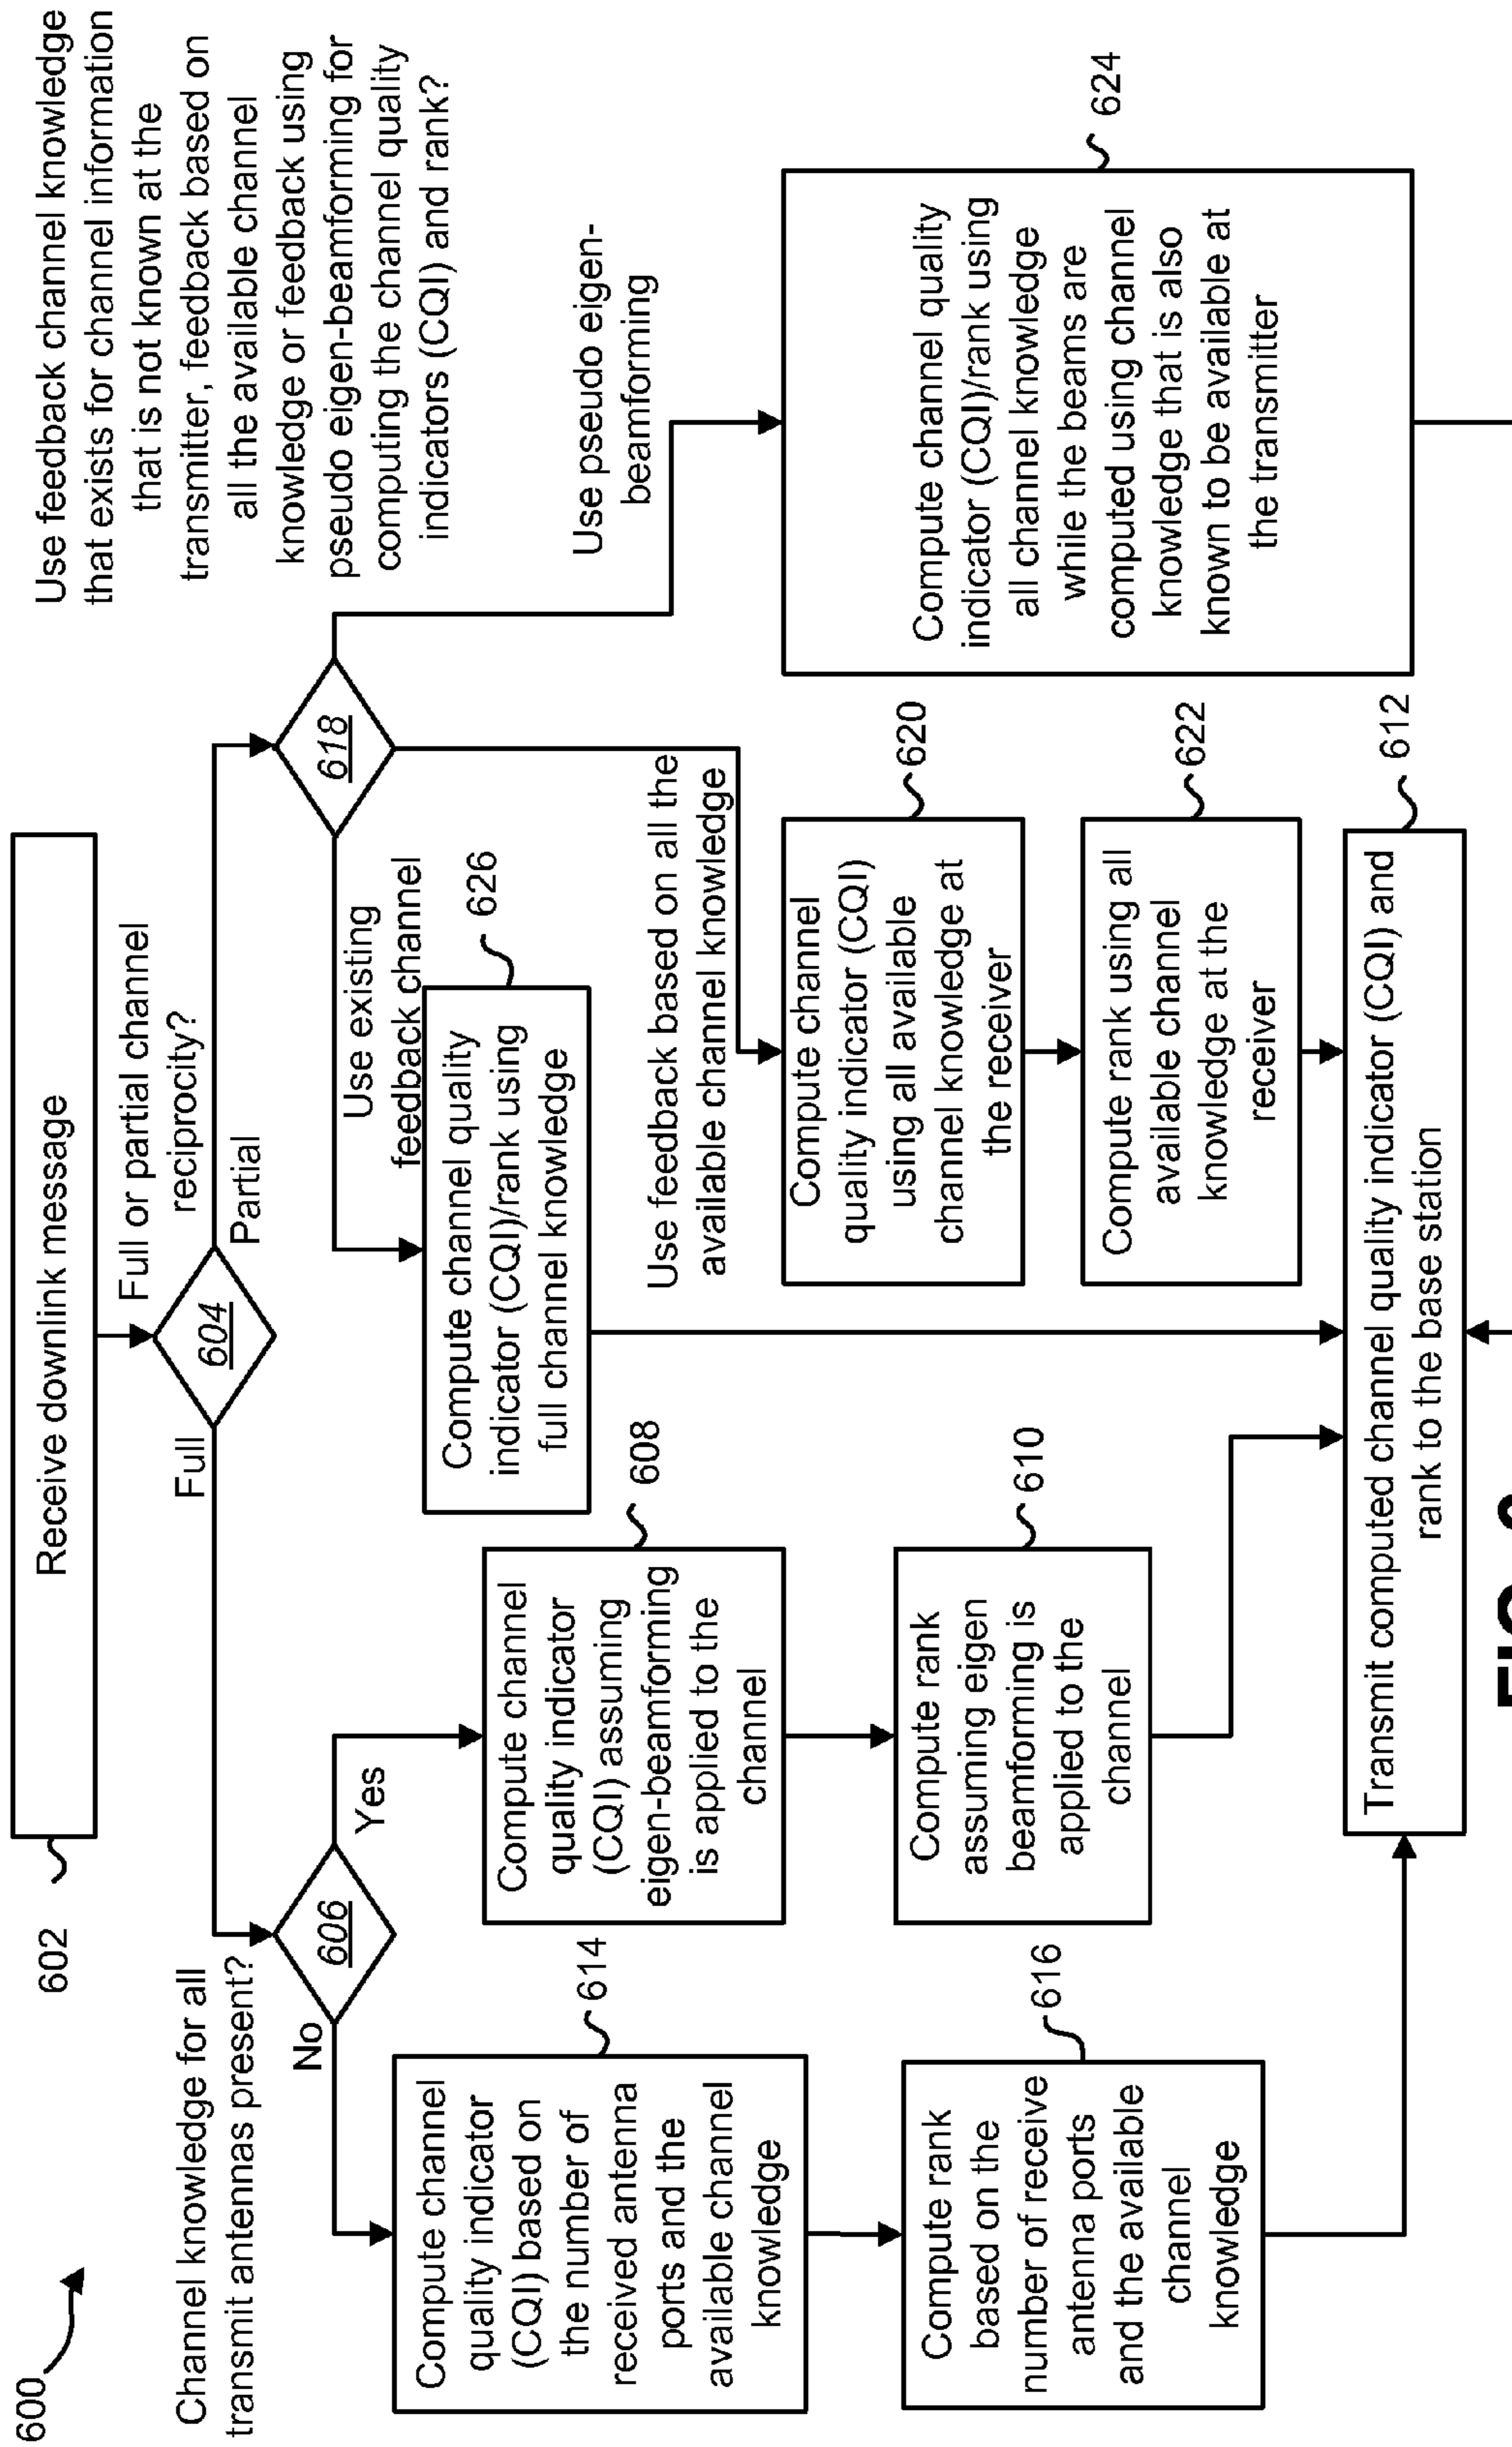 600
602
Receive downlink message
Full or partial channel
reciprocity?
604
Full
Partial
Channel knowledge for all
transmit antennas present?
606
No
Yes
Use feedback channel knowledge
that exists for channel information
that is not known at the
transmitter, feedback based on
all the available channel
knowledge or feedback using
pseudo eigen-beamforming for
computing the channel quality
indicators (CQI) and rank?
618
Use existing
feedback channel
Use pseudo eigen-
beamforming
Use feedback based on all the
available channel knowledge
614
Compute channel
quality indicator
(CQI) based on
the number of
received antenna
ports and the
available channel
knowledge
616
Compute rank
based on the
number of receive
antenna ports
and the available
channel
knowledge
608
Compute channel
quality indicator
(CQI) assuming
eigen-beamforming
is applied to the
channel
610
Compute rank
assuming eigen
beamforming is
applied to the
channel
626
Compute channel quality
indicator (CQI)/rank using
full channel knowledge
620
Compute channel
quality indicator (CQI)
using all available
channel knowledge at
the receiver
622
Compute rank using all
available channel
knowledge at the
receiver
624
Compute channel quality
indicator (CQI)/rank using
all channel knowledge
while the beams are
computed using channel
knowledge that is also
known to be available at
the transmitter
612
Transmit computed channel quality indicator (CQI) and
rank to the base station
FIG.